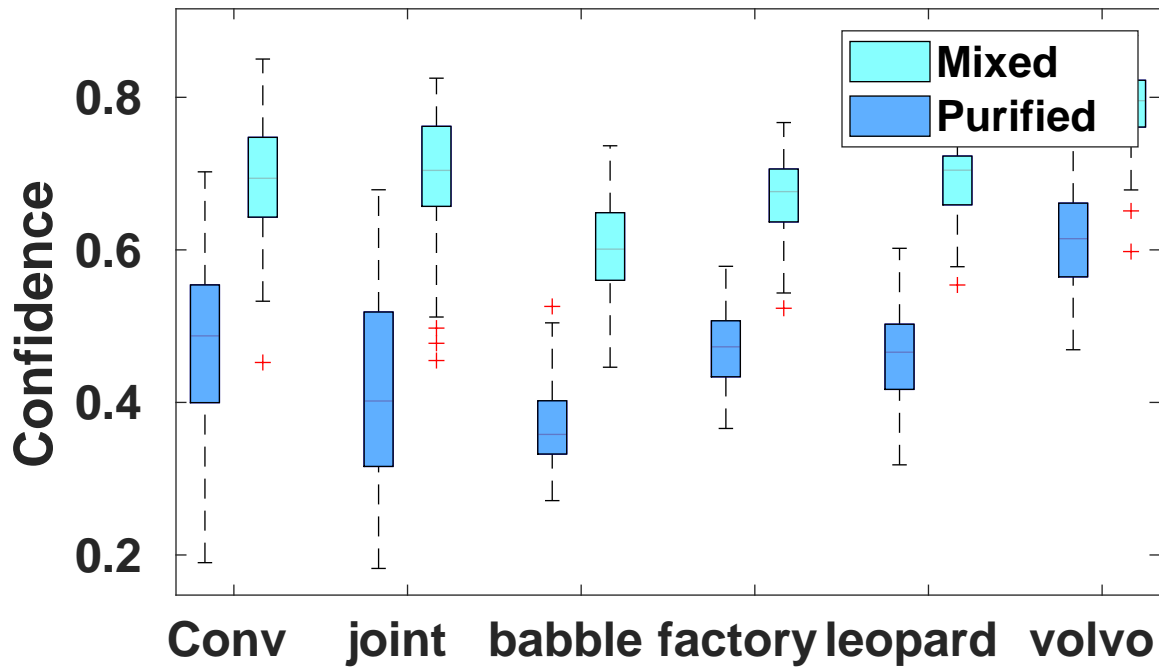 Mixed
Purified
0.8
0.6
0.4
0.2
Confidence
Conv joint babble factory leopard volvo